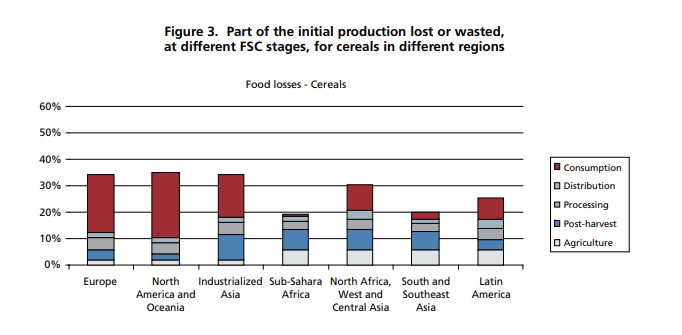 Figure 3. Part of the initial production lost or wasted,
at different FSC stages, for cereals in different regions
Food losses - Cereals
60%
50%
40%
30%
20%
10%
0%
Europe
North
America and
Oceania
Industrialized
Asia
Sub-Sahara
Africa
North Africa,
West and
Central Asia
South and
Southeast
Asia
Latin
America
Consumption
Distribution
Processing
Post-harvest
Agriculture